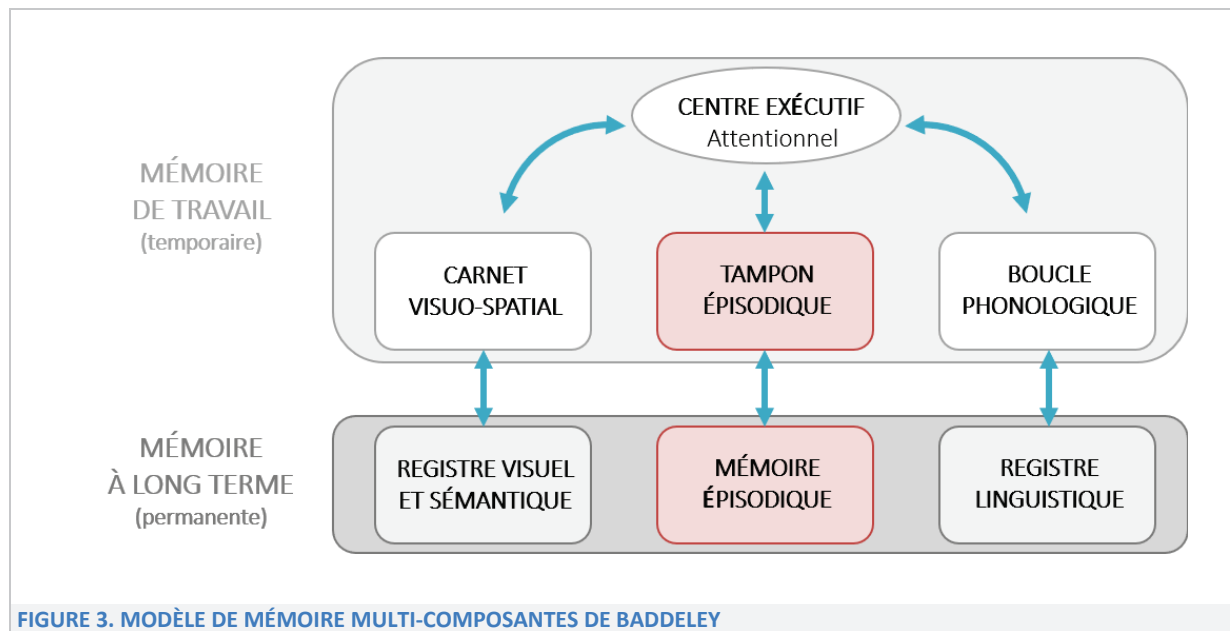 CENTRE EXÉCUTIF
Attentionnel
MÉMOIRE
DE TRAVAIL
(temporaire)
CARNET
VISUO-SPATIAL
TAMPON
ÉPISODIQUE
BOUCLE
PHONOLOGIQUE
MÉMOIRE
À LONG TERME
(permanente)
REGISTRE VISUEL
ET SÉMANTIQUE
MÉMOIRE
ÉPISODIQUE
REGISTRE
LINGUISTIQUE
FIGURE 3. MODÈLE DE MÉMOIRE MULTI-COMPOSANTES DE BADDELEY